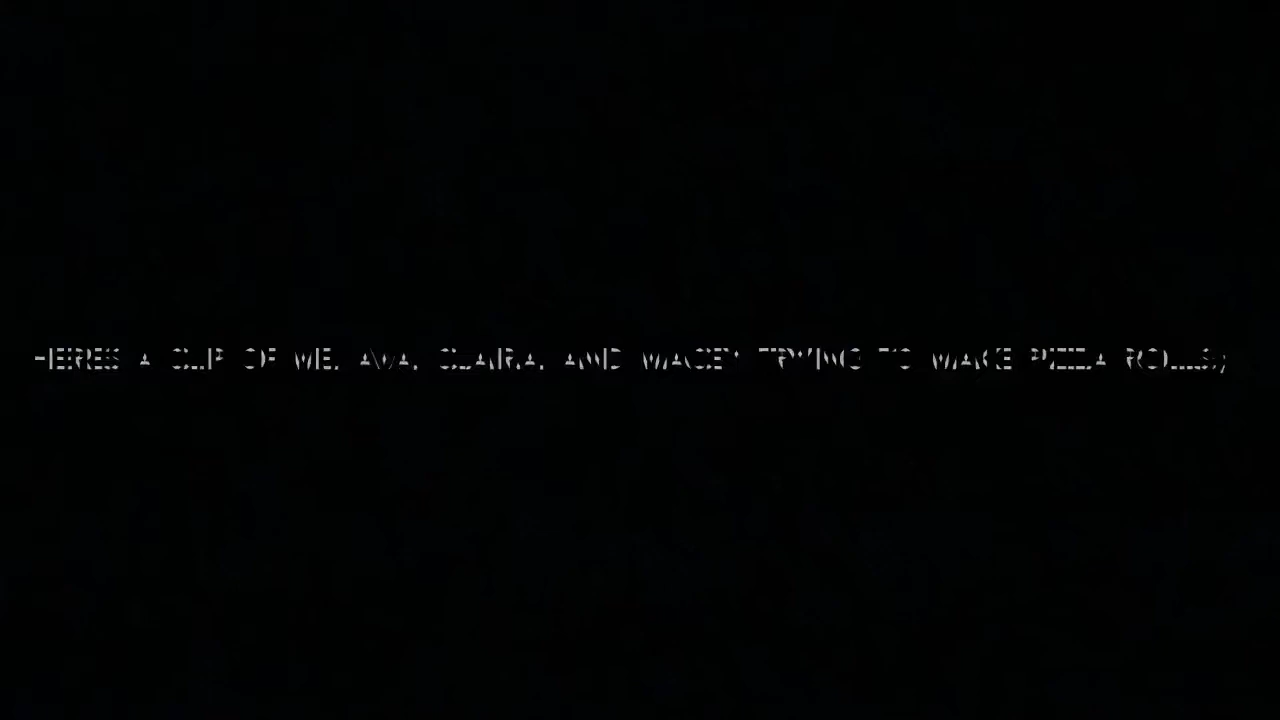 HERES A CLIP OF ME, AVA, CLAIRA, AND MACEY TRYING TO MAKE PIZZA ROLLS;